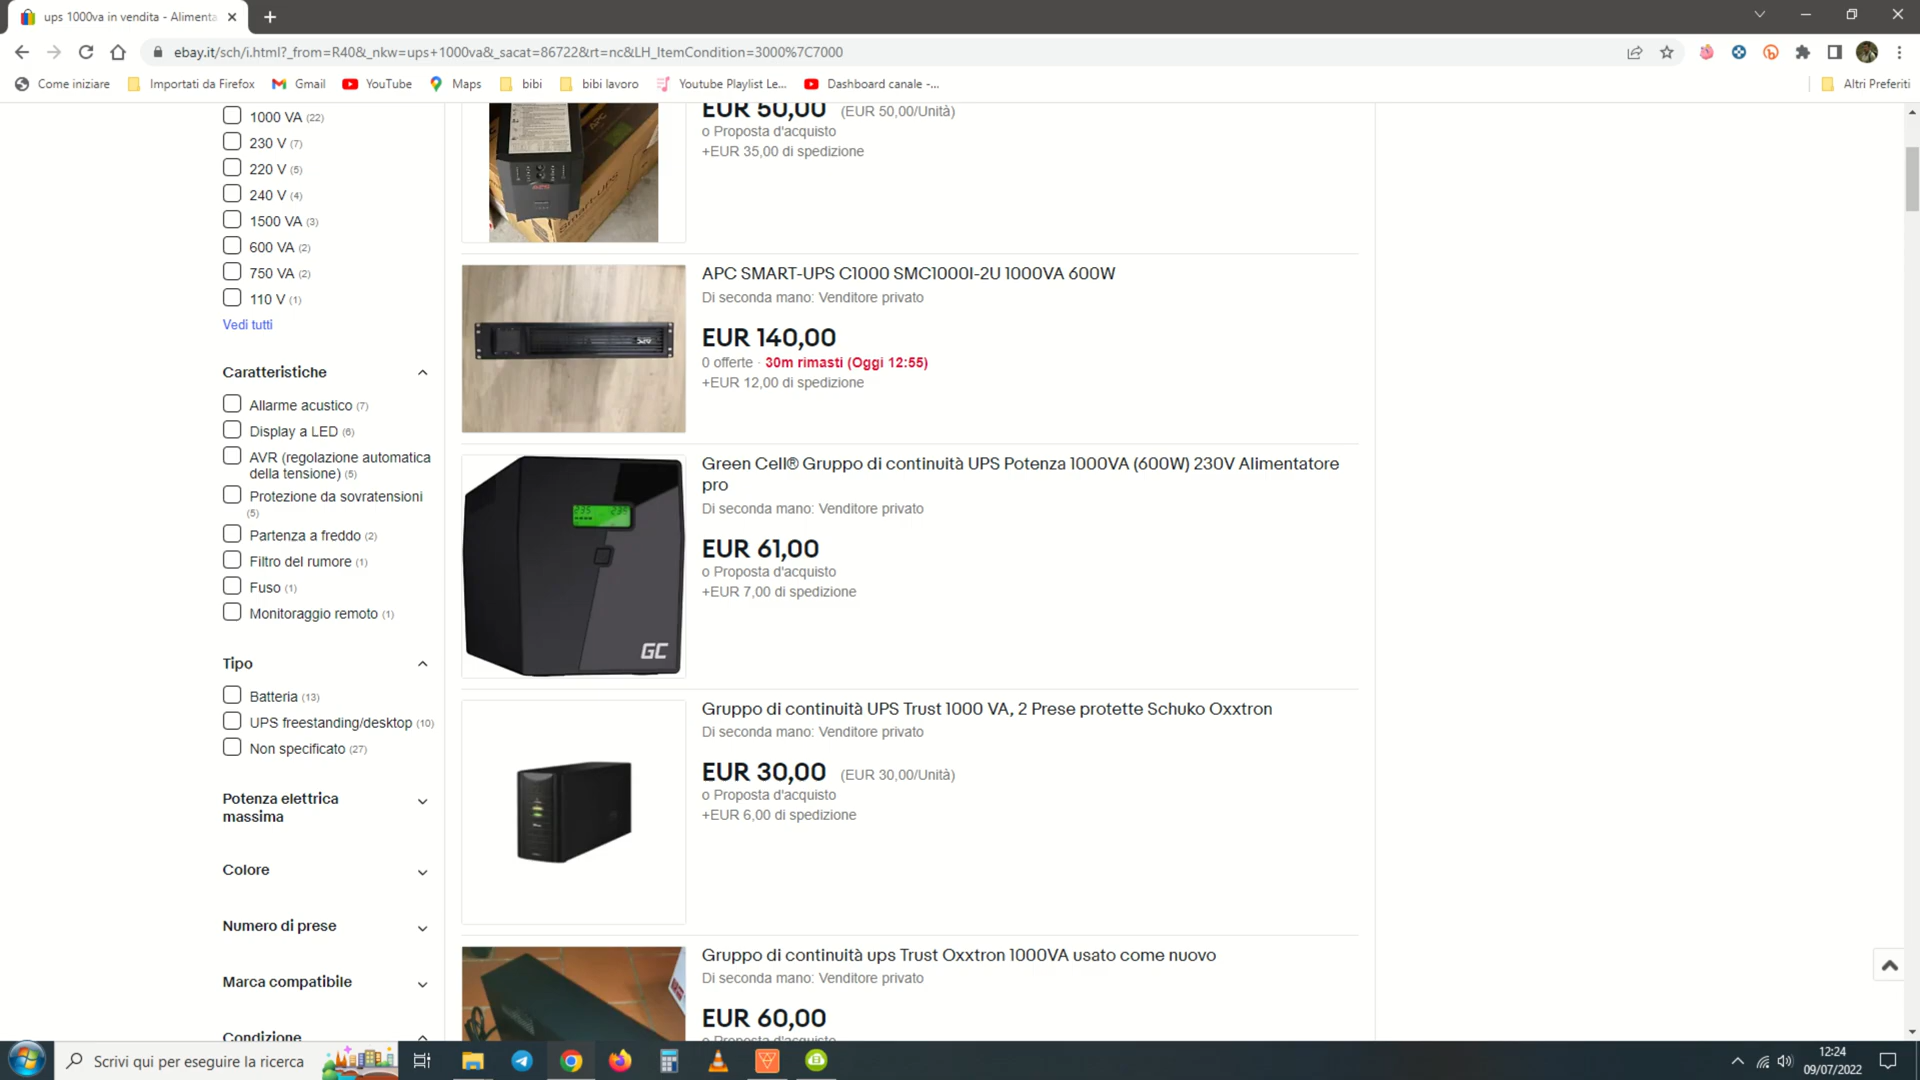 ups 1000va in vendita - Alimenta
ebay.it/sch/i.html?_from=R40&_nkw=ups+1000va&_sacat=86722&rt=nc&LH_ItemCondition=3000%7C7000
Come iniziare
Importati da Firefox
Gmail
YouTube
Maps
bibi
bibi lavoro
Youtube Playlist Le...
Dashboard canale -...
Altri Preferiti
1000 VA (22)
230 V (7)
220 V (5)
240 V (4)
1500 VA (3)
600 VA (2)
750 VA (2)
110 V (1)
Vedi tutti
Caratteristiche
Allarme acustico (7)
Display a LED (6)
AVR (regolazione automatica
della tensione) (5)
Protezione da sovratensioni
(5)
Partenza a freddo (2)
Filtro del rumore (1)
Fuso (1)
Monitoraggio remoto (1)
Tipo
Batteria (13)
UPS freestanding/desktop (10)
Non specificato (27)
Potenza elettrica
massima
Colore
Numero di prese
Marca compatibile
Condizione
EUR 50,00 (EUR 50,00/Unità)
o Proposta d'acquisto
+EUR 35,00 di spedizione
APC SMART-UPS C1000 SMC1000I-2U 1000VA 600W
Di seconda mano: Venditore privato
EUR 140,00
0 offerte · 30m rimasti (Oggi 12:55)
+EUR 12,00 di spedizione
Green Cell® Gruppo di continuità UPS Potenza 1000VA (600W) 230V Alimentatore
pro
Di seconda mano: Venditore privato
EUR 61,00
o Proposta d'acquisto
+EUR 7,00 di spedizione
GC
Gruppo di continuità UPS Trust 1000 VA, 2 Prese protette Schuko Oxxtron
Di seconda mano: Venditore privato
EUR 30,00 (EUR 30,00/Unità)
o Proposta d'acquisto
+EUR 6,00 di spedizione
Gruppo di continuità ups Trust Oxxtron 1000VA usato come nuovo
Di seconda mano: Venditore privato
EUR 60,00
o Proposta d'acquisto
Scrivi qui per eseguire la ricerca
12:24
09/07/2022